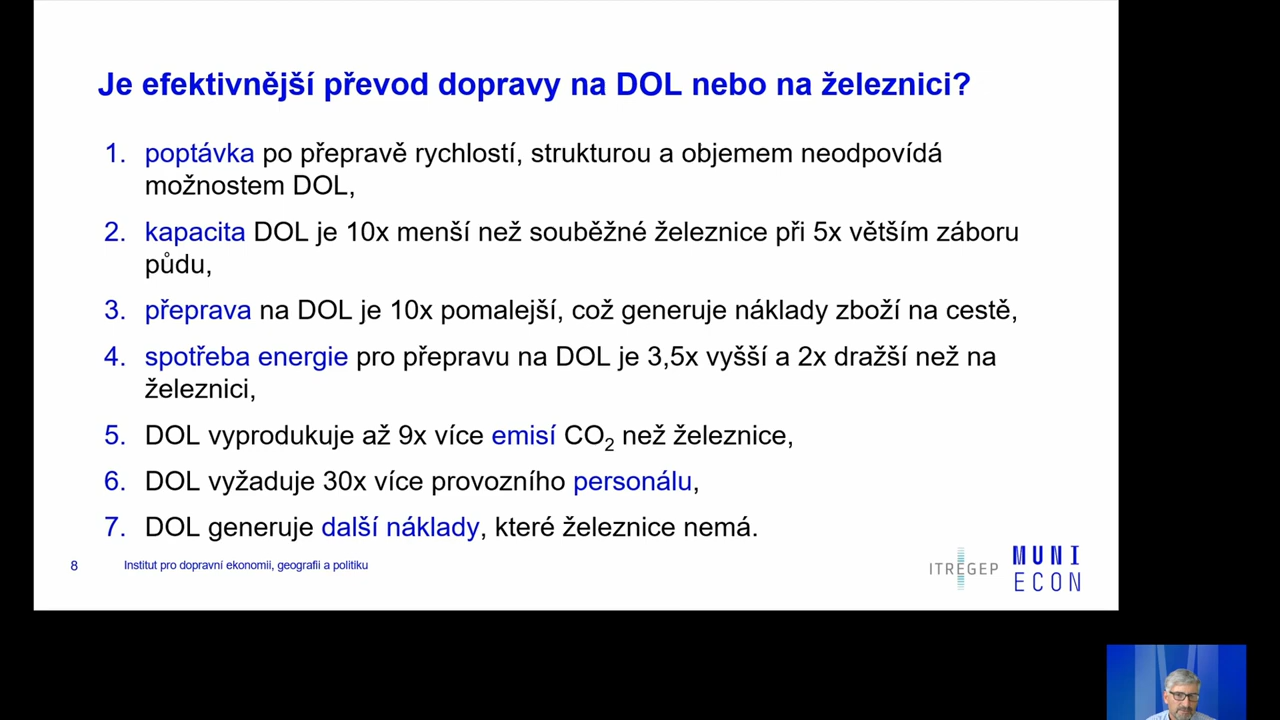 Je efektivnější převod dopravy na DOL nebo na železnici?
1. poptávka po přepravě rychlostí, strukturou a objemem neodpovídá
možnostem DOL,
2. kapacita DOL je 10x menší než souběžné železnice při 5x větším záboru
půdu,
3. přeprava na DOL je 10x pomalejší, což generuje náklady zboží na cestě,
4. spotřeba energie pro přepravu na DOL je 3,5x vyšší a 2x dražší než na
železnici,
5. DOL vyprodukuje až 9x více emisí CO₂ než železnice,
6. DOL vyžaduje 30x více provozního personálu,
7. DOL generuje další náklady, které železnice nemá.
8 Institut pro dopravní ekonomii, geografii a politiku
ITREGEP
MUNI
ECON